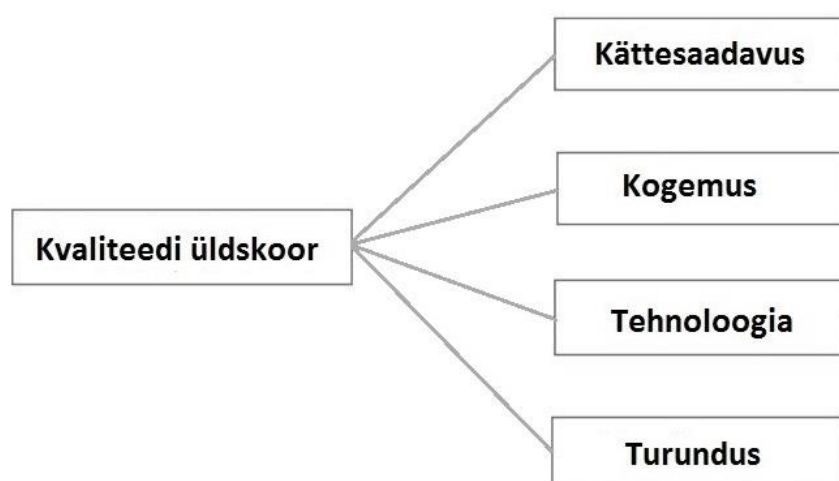 Kättesaadavus
Kogemus
Kvaliteedi üldskoor
Tehnoloogia
Turundus